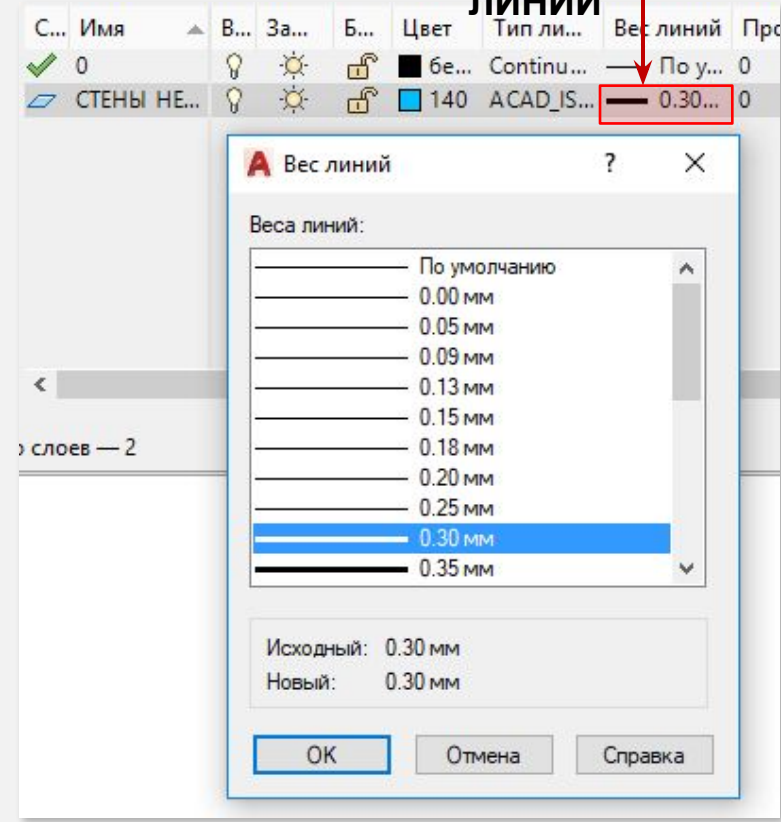 линий
С... Имя В... За... Б... Цвет Тип ли... Вес линий Про
0 бе... Continu... По у... 0
СТЕНЫ НЕ... 140 ACAD_IS... 0.30... 0
Вес линий ?
Веса линий:
По умолчанию
0.00 мм
0.05 мм
0.09 мм
0.13 мм
0.15 мм
0.18 мм
0.20 мм
0.25 мм
0.30 мм
0.35 мм
о слоев — 2
Исходный: 0.30 мм
Новый: 0.30 мм
OK Отмена Справка